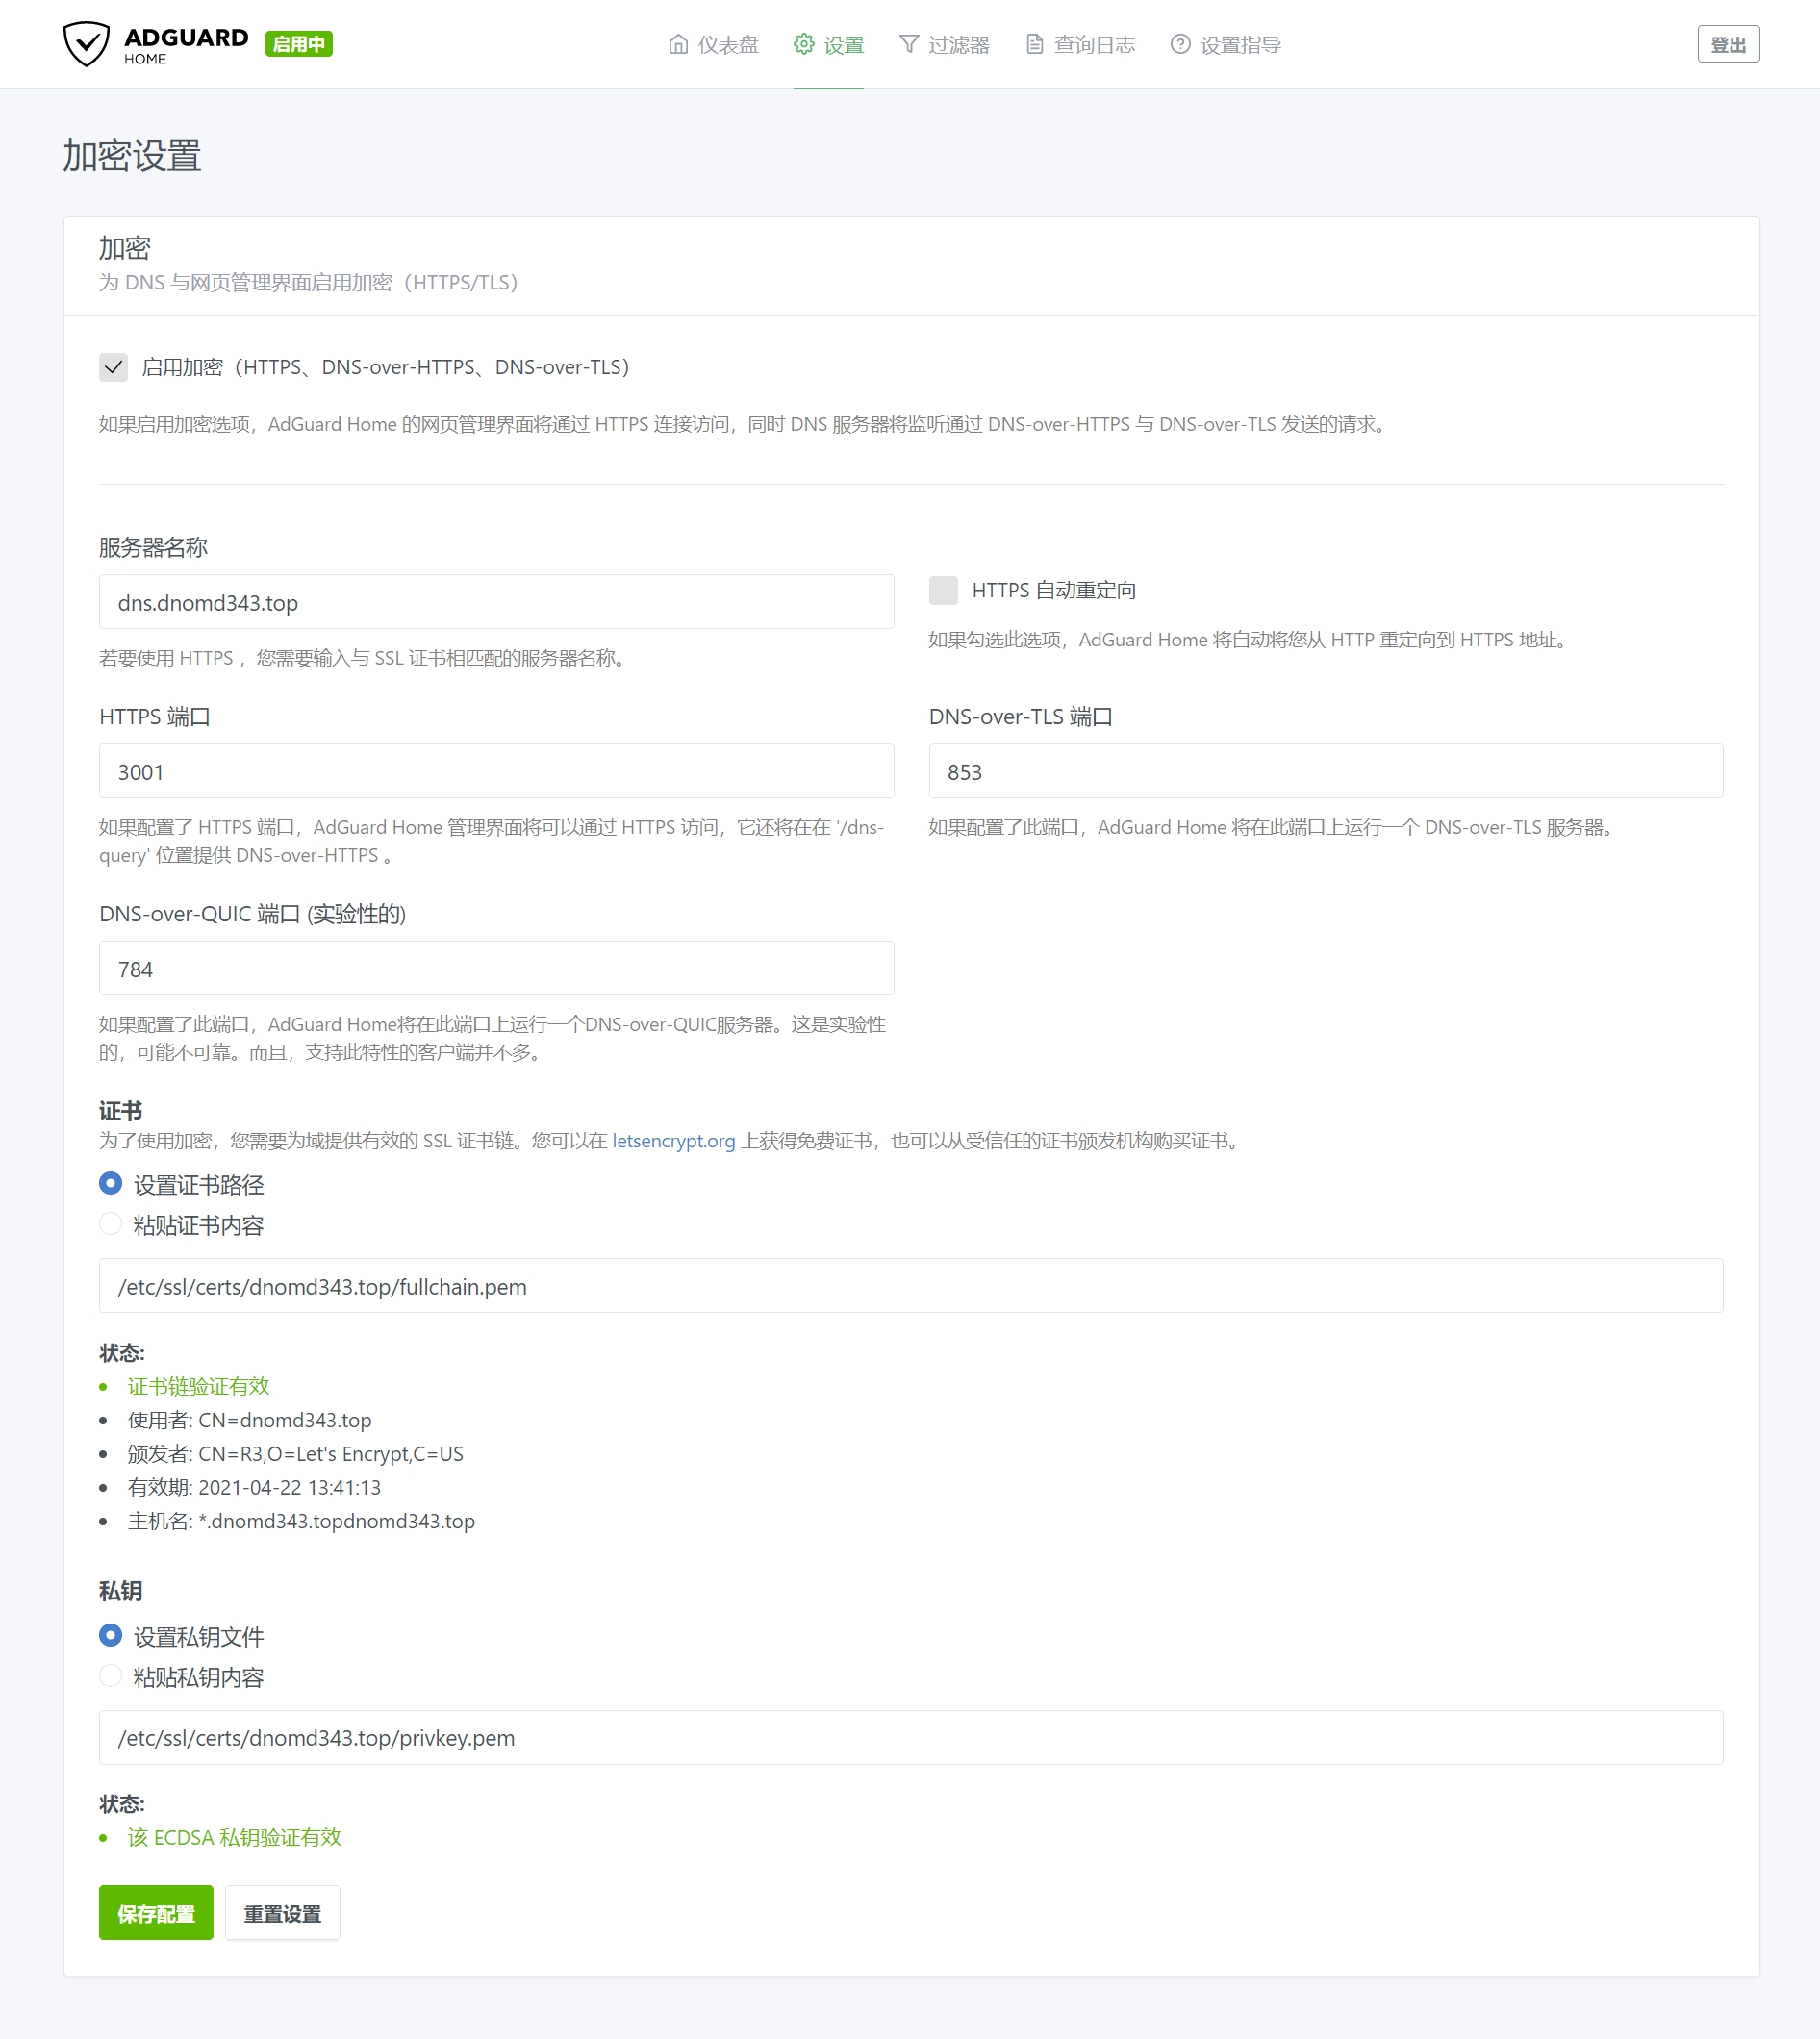 ADGUARD
HOME
启用中
仪表盘
设置
过滤器
查询日志
设置指导
登出
加密设置
加密
为 DNS 与网页管理界面启用加密（HTTPS/TLS）
启用加密（HTTPS、DNS-over-HTTPS、DNS-over-TLS）
如果启用加密选项，AdGuard Home 的网页管理界面将通过 HTTPS 连接访问，同时 DNS 服务器将监听通过 DNS-over-HTTPS 与 DNS-over-TLS 发送的请求。
服务器名称
dns.dnomd343.top
若要使用 HTTPS ，您需要输入与 SSL 证书相匹配的服务器名称。
HTTPS 自动重定向
如果勾选此选项，AdGuard Home 将自动将您从 HTTP 重定向到 HTTPS 地址。
HTTPS 端口
3001
如果配置了 HTTPS 端口，AdGuard Home 管理界面将可以通过 HTTPS 访问，它还将在在 '/dns-
query' 位置提供 DNS-over-HTTPS 。
DNS-over-TLS 端口
853
如果配置了此端口，AdGuard Home 将在此端口上运行一个 DNS-over-TLS 服务器。
DNS-over-QUIC 端口 (实验性的)
784
如果配置了此端口，AdGuard Home将在此端口上运行一个DNS-over-QUIC服务器。这是实验性
的，可能不可靠。而且，支持此特性的客户端并不多。
证书
为了使用加密，您需要为域提供有效的 SSL 证书链。您可以在 letsencrypt.org 上获得免费证书，也可以从受信任的证书颁发机构购买证书。
设置证书路径
粘贴证书内容
/etc/ssl/certs/dnomd343.top/fullchain.pem
状态:
证书链验证有效
使用者: CN=dnomd343.top
颁发者: CN=R3,O=Let's Encrypt,C=US
有效期: 2021-04-22 13:41:13
主机名: *.dnomd343.topdnomd343.top
私钥
设置私钥文件
粘贴私钥内容
/etc/ssl/certs/dnomd343.top/privkey.pem
状态:
该 ECDSA 私钥验证有效
保存配置
重置设置